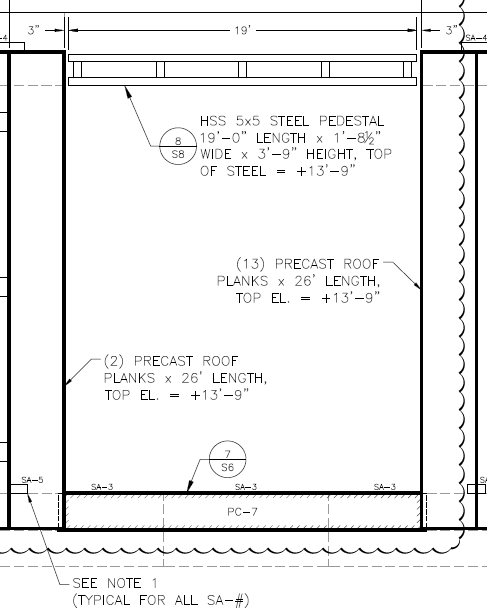 3" 19' 3"
-4 SA-4
8
S8
HSS 5x5 STEEL PEDESTAL
19'-0" LENGTH x 1'-8½"
WIDE x 3'-9" HEIGHT, TOP
OF STEEL = +13'-9"
(13) PRECAST ROOF
PLANKS x 26' LENGTH,
TOP EL. = +13'-9"
(2) PRECAST ROOF
PLANKS x 26' LENGTH,
TOP EL. = +13'-9"
7
S6
SA-5 SA-3 SA-3 SA-3 SA
PC-7
SEE NOTE 1
(TYPICAL FOR ALL SA-#)